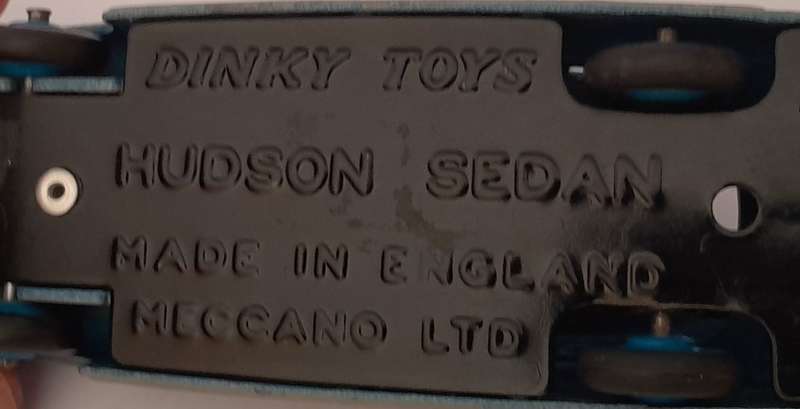 DINKY TOYS
HUDSON SEDAN
MADE IN ENGLAND
MECCANO LTD